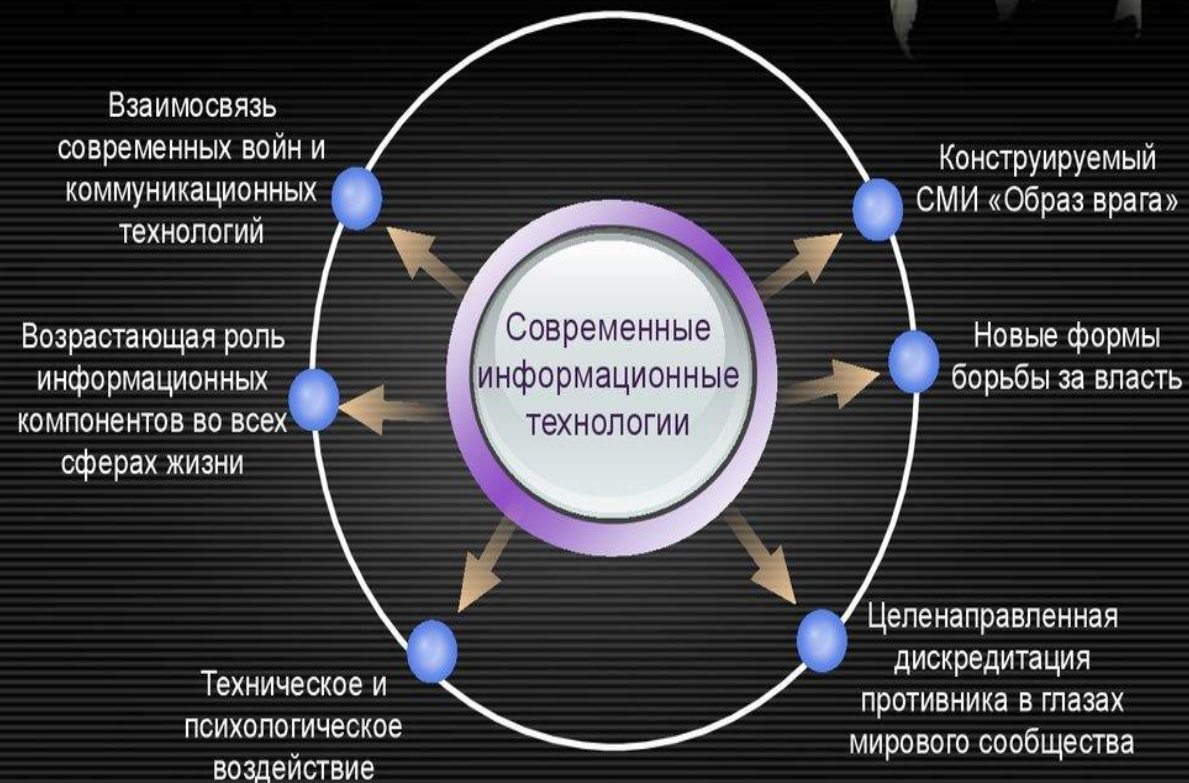 Взаимосвязь
современных войн и
коммуникационных
технологий
Конструируемый
СМИ «Образ врага»
Современные
информационные
технологии
Возрастающая роль
информационных
компонентов во всех
сферах жизни
Новые формы
борьбы за власть
Техническое и
психологическое
воздействие
Целенаправленная
дискредитация
противника в глазах
мирового сообщества